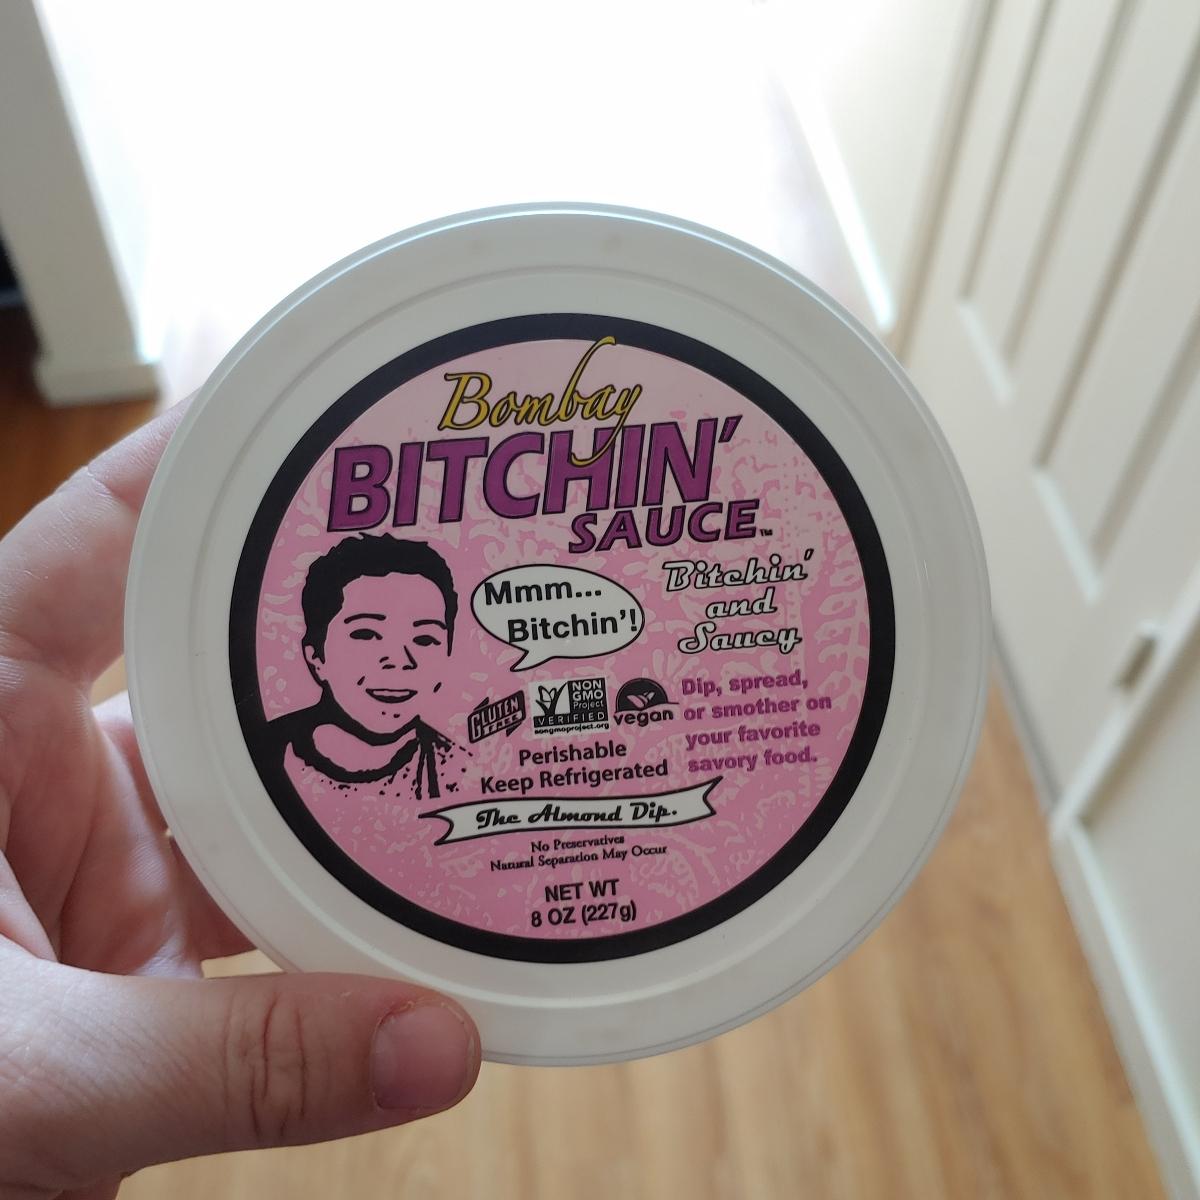 Bombay
BITCHIN'
SAUCE™
Mmm...
Bitchin'!
Bitchin'
and
Saucy
GLUTEN
FREE
NON
GMO
Project
VERIFIED
nongmoproject.org
vegan
Dip, spread,
or smother on
your favorite
savory food.
Perishable
Keep Refrigerated
The Almond Dip.
No Preservatives
Natural Separation May Occur
NET WT
8 OZ (227g)